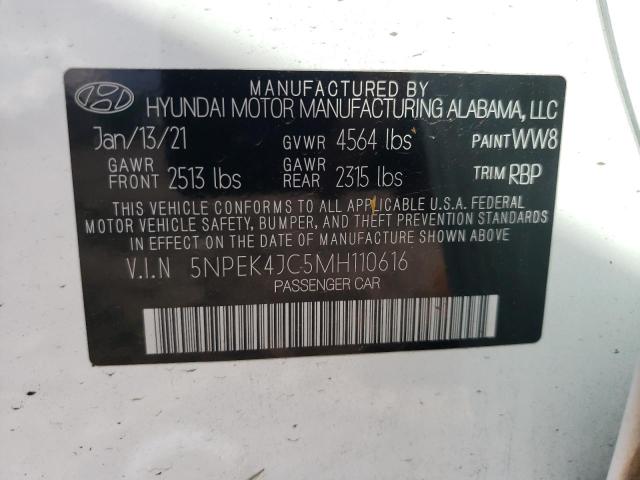 MANUFACTURED BY
HYUNDAI MOTOR MANUFACTURING ALABAMA, LLC
Jan/13/21 GVWR 4564 lbs PAINT WW8
GAWR FRONT 2513 lbs GAWR REAR 2315 lbs TRIM RBP
THIS VEHICLE CONFORMS TO ALL APPLICABLE U.S.A. FEDERAL
MOTOR VEHICLE SAFETY, BUMPER, AND THEFT PREVENTION STANDARDS
IN EFFECT ON THE DATE OF MANUFACTURE SHOWN ABOVE
V.I.N 5NPEK4JC5MH110616
PASSENGER CAR